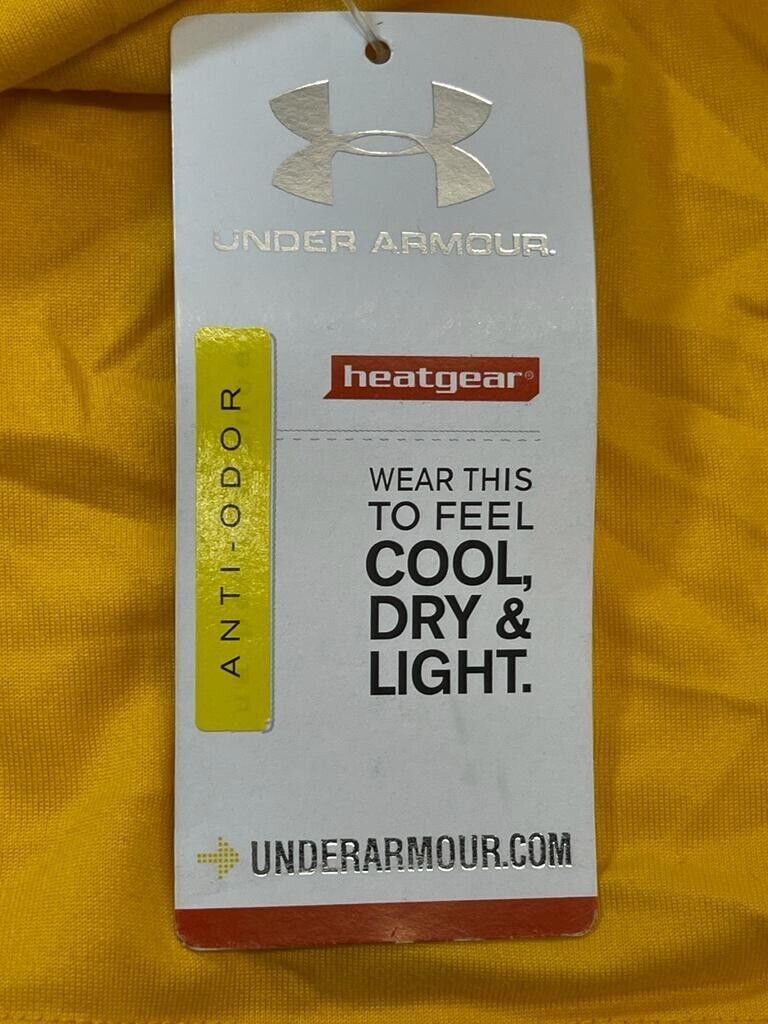 UNDER ARMOUR.
heatgear®
ANTI-ODOR
WEAR THIS
TO FEEL
COOL,
DRY &
LIGHT.
UNDERARMOUR.COM